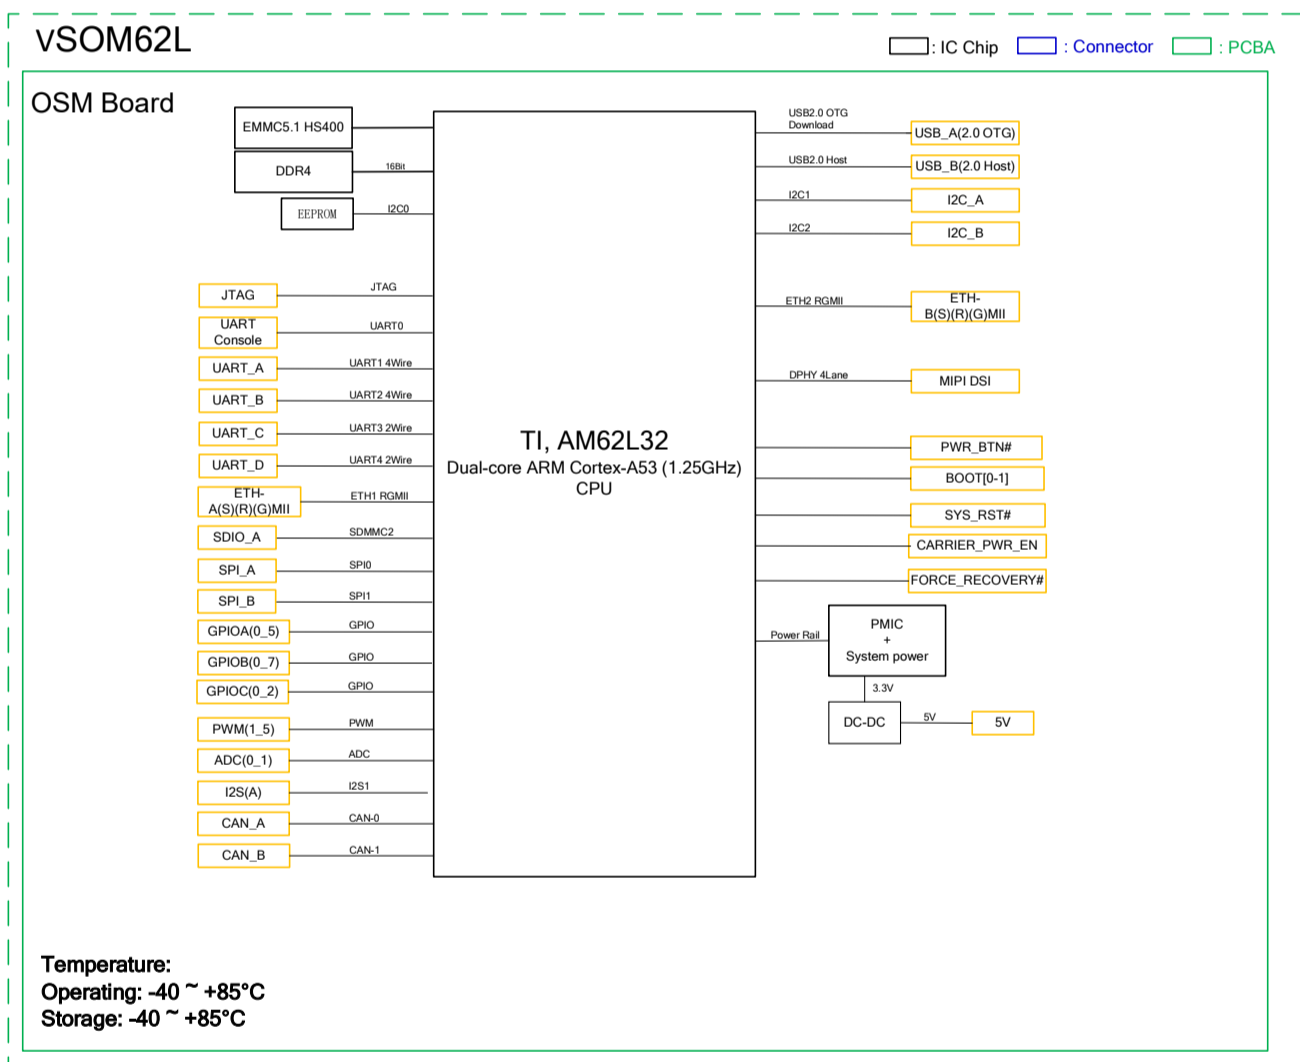 vSOM62L
: IC Chip
: Connector
: PCBA
OSM Board
EMMC5.1 HS400
DDR4
16Bit
EEPROM
I2C0
JTAG
JTAG
UART
Console
UART0
UART_A
UART1 4Wire
UART_B
UART2 4Wire
UART_C
UART3 2Wire
UART_D
UART4 2Wire
ETH-
A(S)(R)(G)MII
ETH1 RGMII
SDIO_A
SDMMC2
SPI_A
SPI0
SPI_B
SPI1
GPIOA(0_5)
GPIO
GPIOB(0_7)
GPIO
GPIOC(0_2)
GPIO
PWM(1_5)
PWM
ADC(0_1)
ADC
I2S(A)
I2S1
CAN_A
CAN-0
CAN_B
CAN-1
TI, AM62L32
Dual-core ARM Cortex-A53 (1.25GHz)
CPU
USB2.0 OTG
Download
USB_A(2.0 OTG)
USB2.0 Host
USB_B(2.0 Host)
I2C1
I2C_A
I2C2
I2C_B
ETH2 RGMII
ETH-
B(S)(R)(G)MII
DPHY 4Lane
MIPI DSI
PWR_BTN#
BOOT[0-1]
SYS_RST#
CARRIER_PWR_EN
FORCE_RECOVERY#
Power Rail
PMIC
+
System power
3.3V
DC-DC
5V
5V
Temperature:
Operating: -40 ~ +85°C
Storage: -40 ~ +85°C